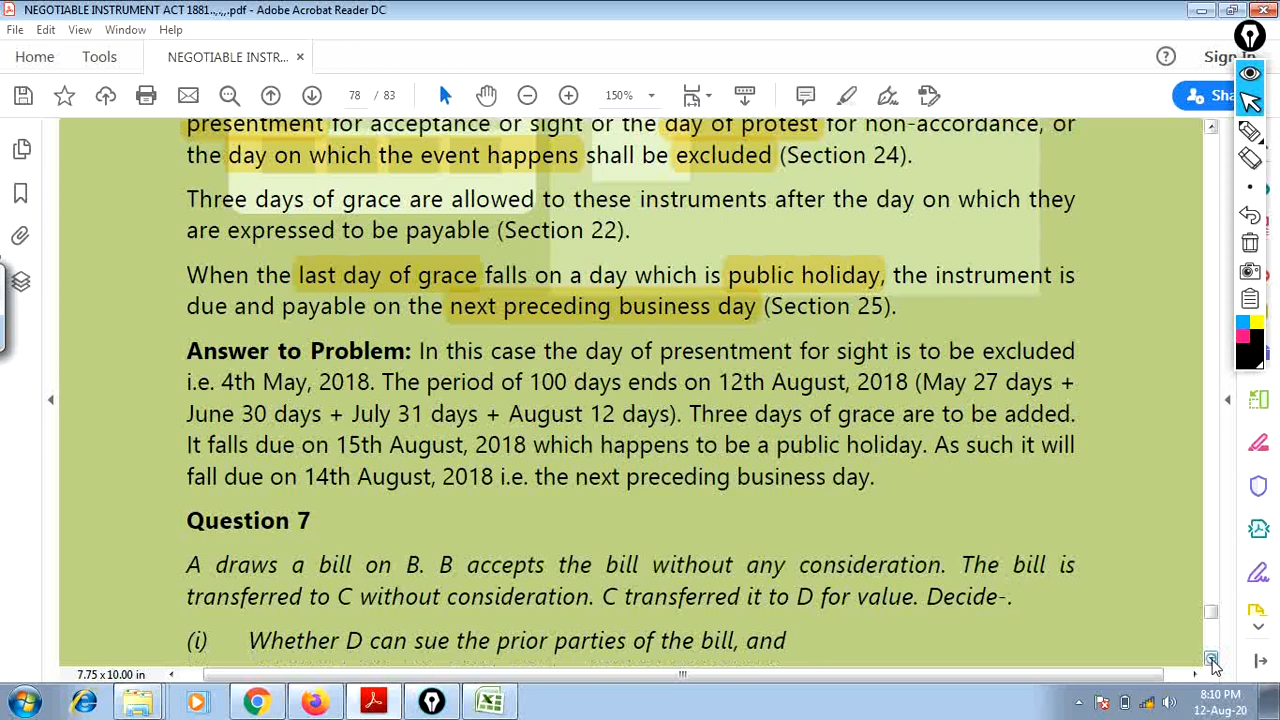 NEGOTIABLE INSTRUMENT ACT 1881..,.,,.pdf - Adobe Acrobat Reader DC
File Edit View Window Help
Home Tools NEGOTIABLE INSTR... × Sign
78 / 83 150% Sha
presentment for acceptance or sight or the day of protest for non-accordance, or
the day on which the event happens shall be excluded (Section 24).
Three days of grace are allowed to these instruments after the day on which they
are expressed to be payable (Section 22).
When the last day of grace falls on a day which is public holiday, the instrument is
due and payable on the next preceding business day (Section 25).
Answer to Problem: In this case the day of presentment for sight is to be excluded
i.e. 4th May, 2018. The period of 100 days ends on 12th August, 2018 (May 27 days +
June 30 days + July 31 days + August 12 days). Three days of grace are to be added.
It falls due on 15th August, 2018 which happens to be a public holiday. As such it will
fall due on 14th August, 2018 i.e. the next preceding business day.
Question 7
A draws a bill on B. B accepts the bill without any consideration. The bill is
transferred to C without consideration. C transferred it to D for value. Decide-.
(i) Whether D can sue the prior parties of the bill, and
7.75 x 10.00 in
8:10 PM
12-Aug-20